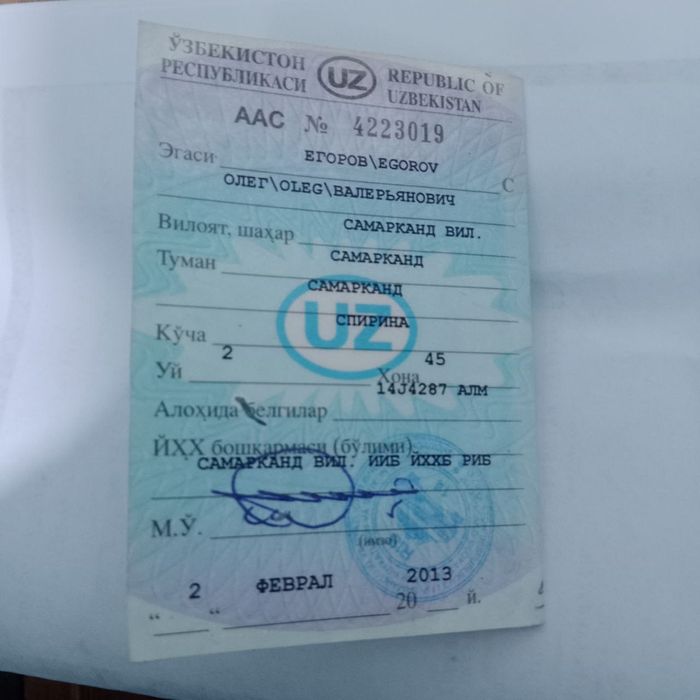 ЎЗБЕКИСТОН РЕСПУБЛИКАСИ UZ REPUBLIC OF UZBEKISTAN
ААС № 4223019
Эгаси ЕГОРОВ\EGOROV
ОЛЕГ\OLEG\ВАЛЕРЬЯНОВИЧ С
Вилоят, шаҳар САМАРКАНД ВИЛ.
Туман САМАРКАНД
САМАРКАНД
UZ
Кўча СПИРИНА
Уй 2 Хона 45
14J4287 АЛМ
Алоҳида белгилар
ЙҲХ бошқармаси (бўлими)
САМАРКАНД ВИЛ. ИИБ ЙХХБ РИБ
М.Ў.
(имзо)
2 ФЕВРАЛ 2013
“ “ 20 й.